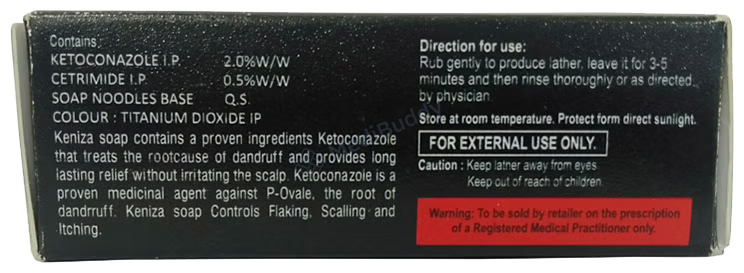 Contains:
KETOCONAZOLE I.P. 2.0%W/W
CETRIMIDE I.P. 0.5%W/W
SOAP NOODLES BASE Q.S.
COLOUR : TITANIUM DIOXIDE IP
Keniza soap contains a proven ingredients Ketoconazole
that treats the rootcause of dandruff and provides long
lasting relief without irritating the scalp. Ketoconazole is a
proven medicinal agent against P-Ovale, the root of
dandrruff. Keniza soap Controls Flaking, Scalling and
Itching.
Direction for use:
Rub gently to produce lather, leave it for 3-5
minutes and then rinse thoroughly or as directed
by physician.
Store at room temperature. Protect form direct sunlight.
FOR EXTERNAL USE ONLY.
Caution : Keep latner away from eyes
Keep out of reach of children.
Warning: To be sold by retailer on the prescription
of a Registered Medical Practitioner only.
MediBuddy